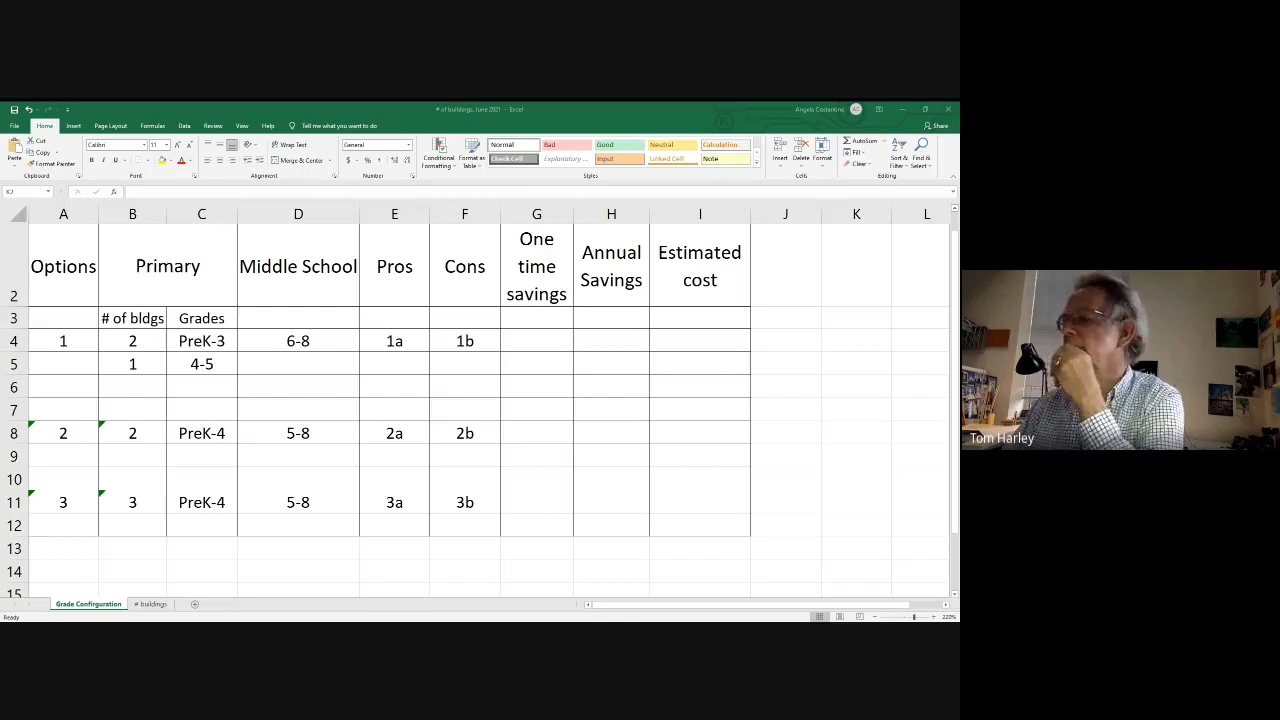 # of buildings, June 2021 - Excel
Angela Costantino AC
File Home Insert Page Layout Formulas Data Review View Help Tell me what you want to do Share
Paste Cut Copy Format Painter Clipboard
Calibri 11 B I U A A Font
Wrap Text Merge & Center Alignment
General $ % , Number
Conditional Formatting Format as Table
Normal Bad Good Neutral Calculation
Check Cell Explanatory ... Input Linked Cell Note
Styles
Insert Delete Format Cells
AutoSum Fill Clear Sort & Filter Find & Select Editing
K2 fx
A B C D E F G H I J K L
2 Options Primary Middle School Pros Cons One time savings Annual Savings Estimated cost
3 # of bldgs Grades
4 1 2 PreK-3 6-8 1a 1b
5 1 4-5
6
7
8 2 2 PreK-4 5-8 2a 2b
9
10
11 3 3 PreK-4 5-8 3a 3b
12
13
14
15
Grade Confirguration # buildings
Ready 220%
Tom Harley